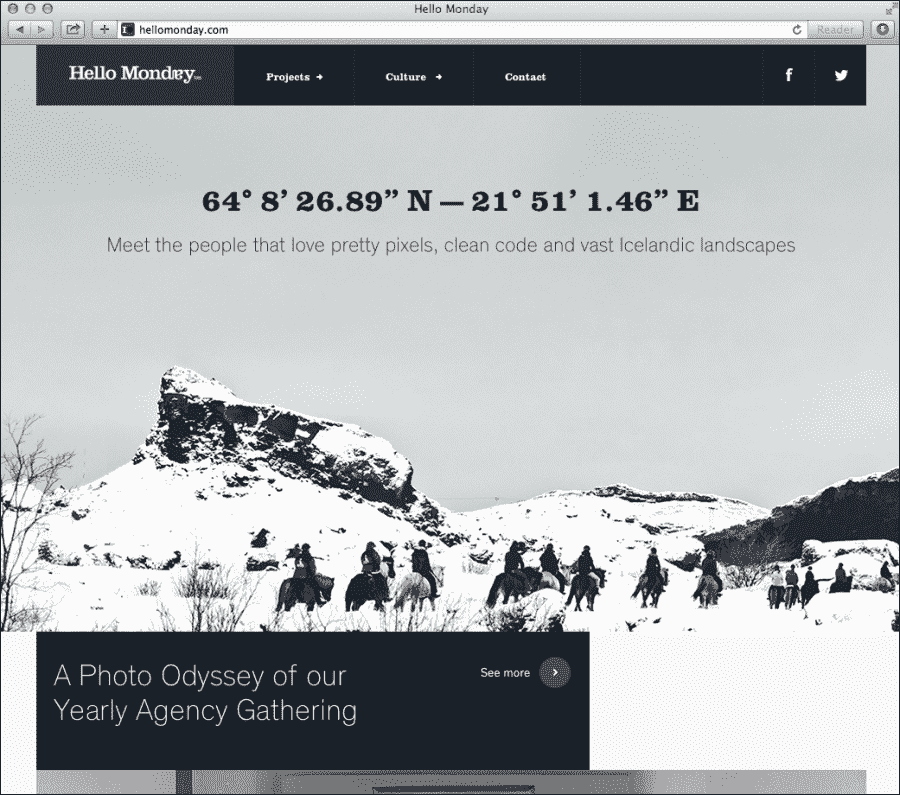 Hello Monday
hellomonday.com
Reader
Hello Monday
Projects →
Culture →
Contact
64° 8’ 26.89” N — 21° 51’ 1.46” E
Meet the people that love pretty pixels, clean code and vast Icelandic landscapes
A Photo Odyssey of our
Yearly Agency Gathering
See more